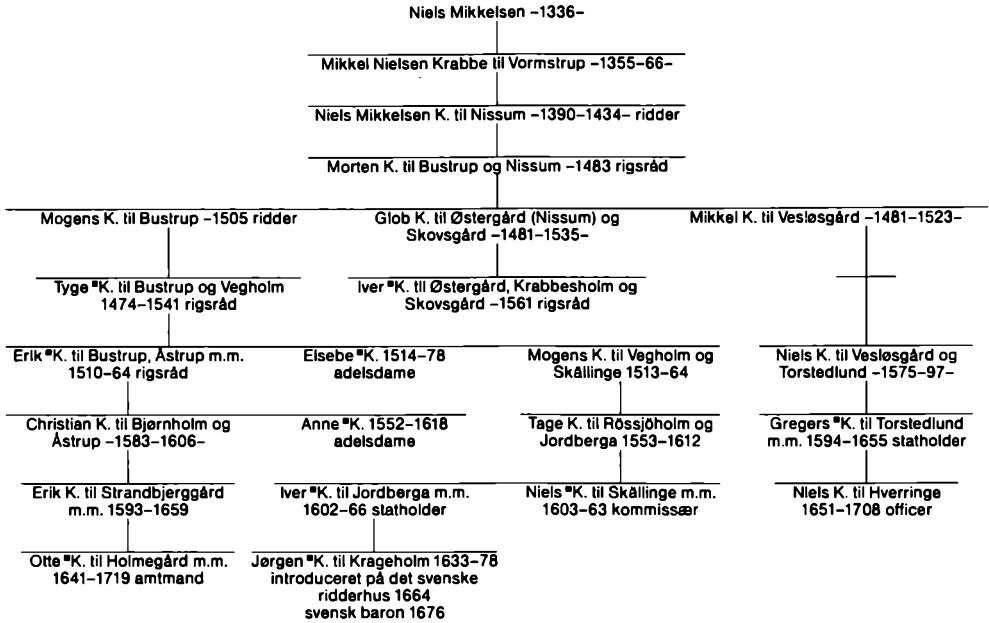 Niels Mikkelsen –1336–
Mikkel Nielsen Krabbe til Vormstrup –1355–66–
Niels Mikkelsen K. til Nissum –1390–1434– ridder
Morten K. til Bustrup og Nissum –1483 rigsråd
Mogens K. til Bustrup –1505 ridder
Glob K. til Østergård (Nissum) og
Skovsgård –1481–1535–
Mikkel K. til Vesløsgård –1481–1523–
Tyge ■K. til Bustrup og Vegholm
1474–1541 rigsråd
Iver ■K. til Østergård, Krabbesholm og
Skovsgård –1561 rigsråd
Erik ■K. til Bustrup, Åstrup m.m.
1510–64 rigsråd
Elsebe ■K. 1514–78
adelsdame
Mogens K. til Vegholm og
Skällinge 1513–64
Niels K. til Vesløsgård og
Torstedlund –1575–97–
Christian K. til Bjørnholm og
Åstrup –1583–1606–
Anne ■K. 1552–1618
adelsdame
Tage K. til Rössjöholm og
Jordberga 1553–1612
Gregers ■K. til Torstedlund
m.m. 1594–1655 statholder
Erik K. til Strandbjerggård
m.m. 1593–1659
Iver ■K. til Jordberga m.m.
1602–66 statholder
Niels ■K. til Skällinge m.m.
1603–63 kommissær
Niels K. til Hverringe
1651–1708 officer
Otte ■K. til Holmegård m.m.
1641–1719 amtmand
Jørgen ■K. til Krageholm 1633–78
introduceret på det svenske
ridderhus 1664
svensk baron 1676